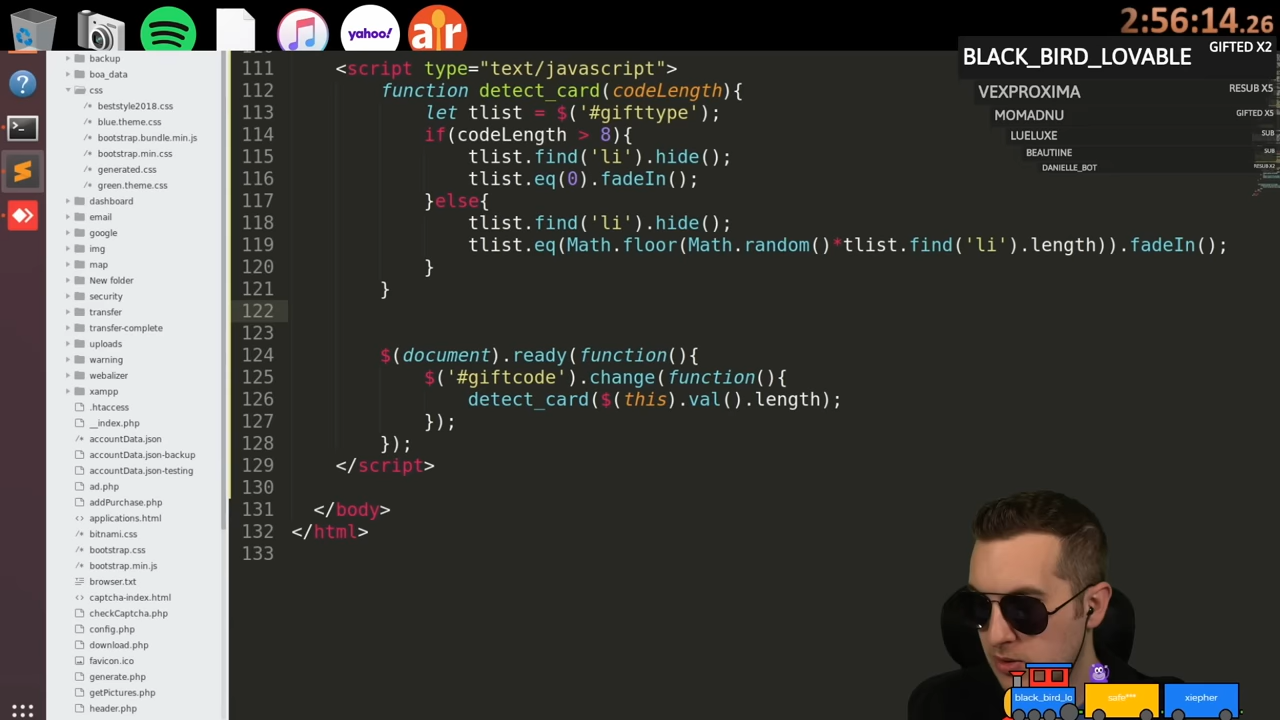 yahoo!
air
2:56:14.26
BLACK_BIRD_LOVABLE GIFTED X2
VEXPROXIMA RESUB X5
MOMADNU GIFTED X5
LUELUXE SUB
BEAUTIINE SUB
DANIELLE_BOT RESUB X2
backup
boa_data
css
beststyle2018.css
blue.theme.css
bootstrap.bundle.min.js
bootstrap.min.css
generated.css
green.theme.css
dashboard
email
google
img
map
New folder
security
transfer
transfer-complete
uploads
warning
webalizer
xampp
.htaccess
__index.php
accountData.json
accountData.json-backup
accountData.json-testing
ad.php
addPurchase.php
applications.html
bitnami.css
bootstrap.css
bootstrap.min.js
browser.txt
captcha-index.html
checkCaptcha.php
config.php
download.php
favicon.ico
generate.php
getPictures.php
header.php
111 <script type="text/javascript">
112 function detect_card(codeLength){
113 let tlist = $('#gifttype');
114 if(codeLength > 8){
115 tlist.find('li').hide();
116 tlist.eq(0).fadeIn();
117 }else{
118 tlist.find('li').hide();
119 tlist.eq(Math.floor(Math.random()*tlist.find('li').length)).fadeIn();
120 }
121 }
122
123
124 $(document).ready(function(){
125 $('#giftcode').change(function(){
126 detect_card($(this).val().length);
127 });
128 });
129 </script>
130
131 </body>
132 </html>
133
black_bird_lo
safe***
xiepher